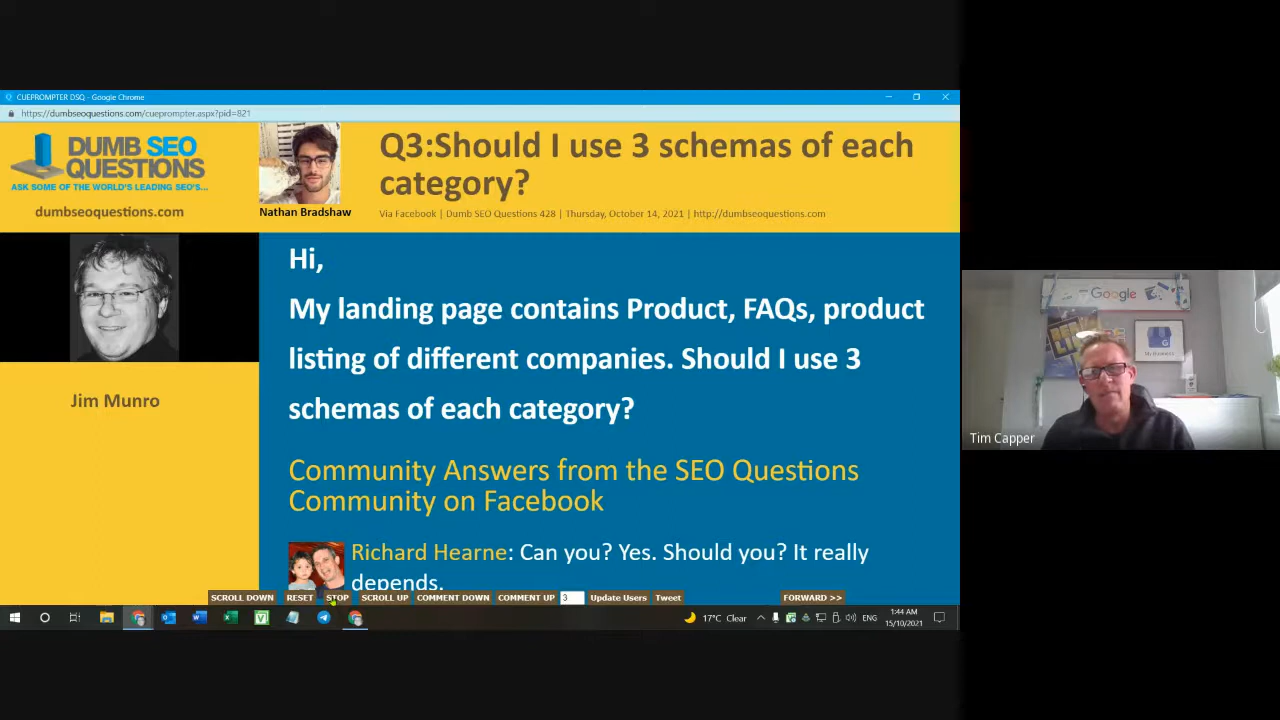 CUEPROMPTER DSQ - Google Chrome
https://dumbseoquestions.com/cueprompter.aspx?pid=821
DUMB SEO
QUESTIONS
ASK SOME OF THE WORLD'S LEADING SEO'S...
dumbseoquestions.com
Nathan Bradshaw
Q3:Should I use 3 schemas of each
category?
Via Facebook | Dumb SEO Questions 428 | Thursday, October 14, 2021 | http://dumbseoquestions.com
Jim Munro
Hi,
My landing page contains Product, FAQs, product
listing of different companies. Should I use 3
schemas of each category?
Community Answers from the SEO Questions
Community on Facebook
Richard Hearne: Can you? Yes. Should you? It really
depends.
SCROLL DOWN RESET STOP SCROLL UP COMMENT DOWN COMMENT UP 3 Update Users Tweet FORWARD >>
17°C Clear ENG
1:44 AM
15/10/2021
Google
My Business
Tim Capper